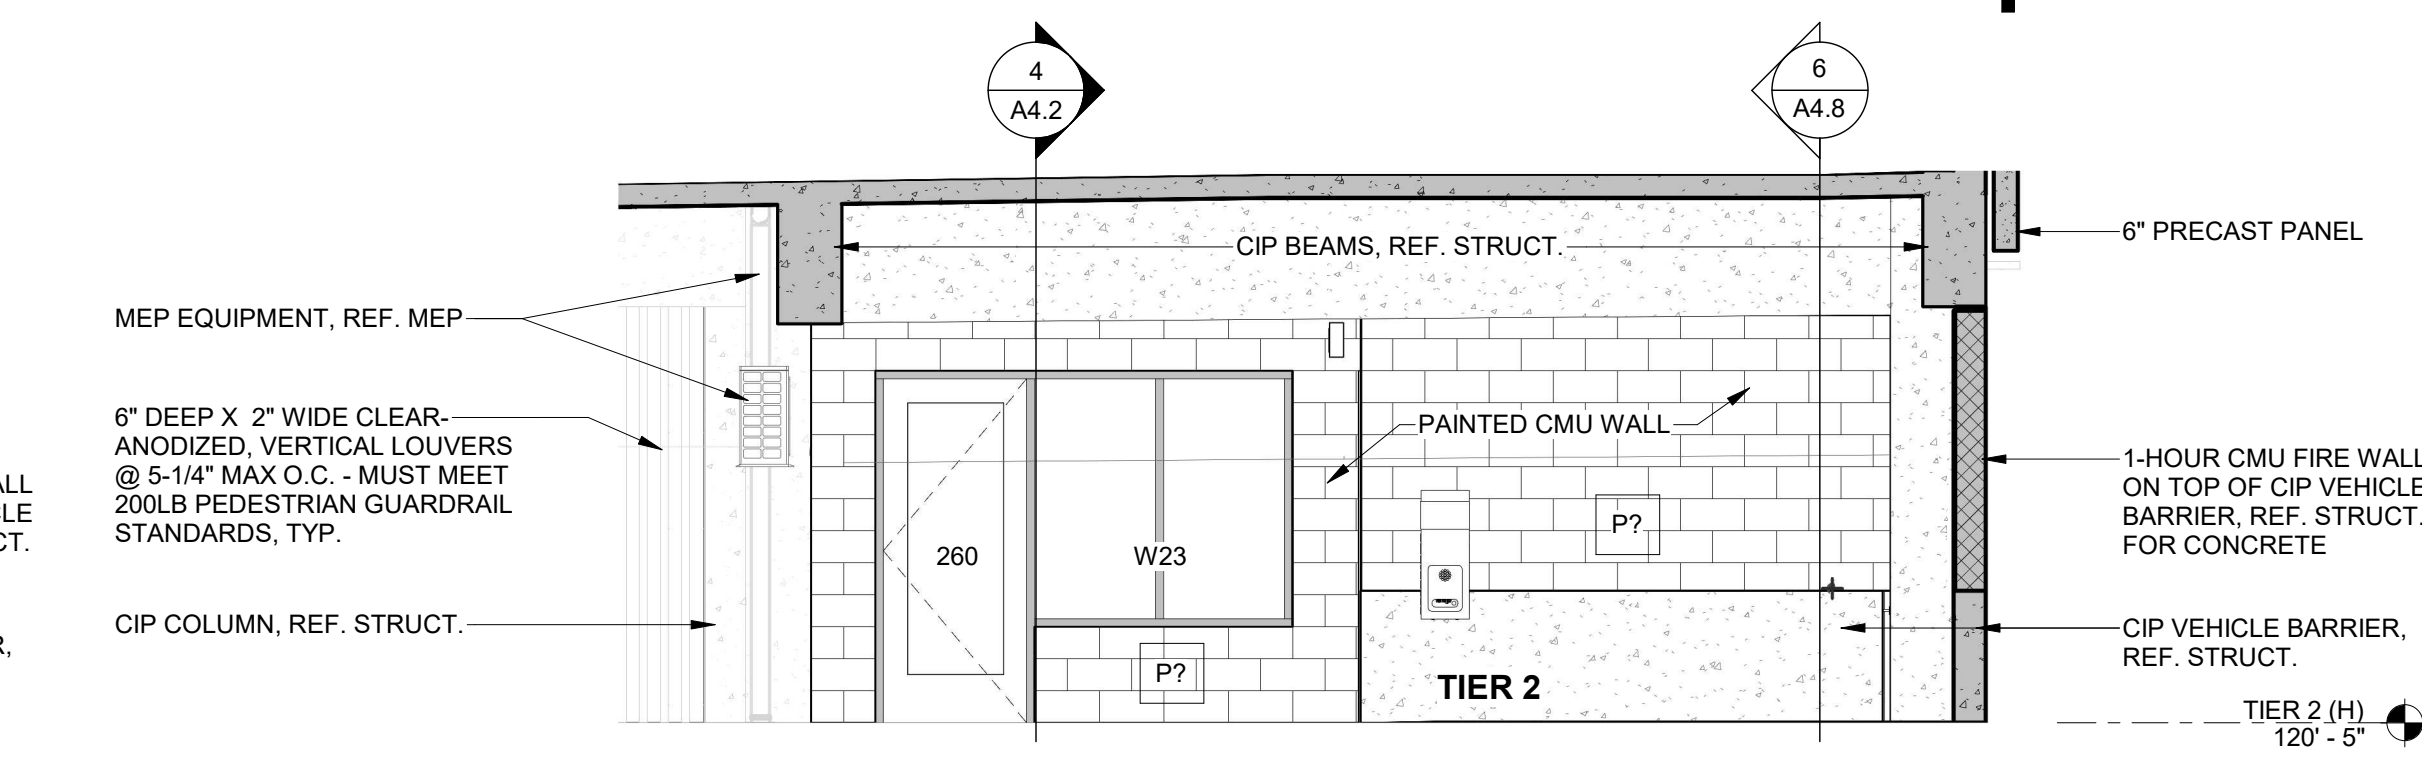 4
A4.2
6
A4.8
CIP BEAMS, REF. STRUCT.
6" PRECAST PANEL
MEP EQUIPMENT, REF. MEP
6" DEEP X 2" WIDE CLEAR-
ANODIZED, VERTICAL LOUVERS
@ 5-1/4" MAX O.C. - MUST MEET
200LB PEDESTRIAN GUARDRAIL
STANDARDS, TYP.
PAINTED CMU WALL
1-HOUR CMU FIRE WALL
ON TOP OF CIP VEHICLE
BARRIER, REF. STRUCT.
FOR CONCRETE
P?
260
W23
CIP COLUMN, REF. STRUCT.
CIP VEHICLE BARRIER,
REF. STRUCT.
P?
TIER 2
TIER 2 (H)
120' - 5"